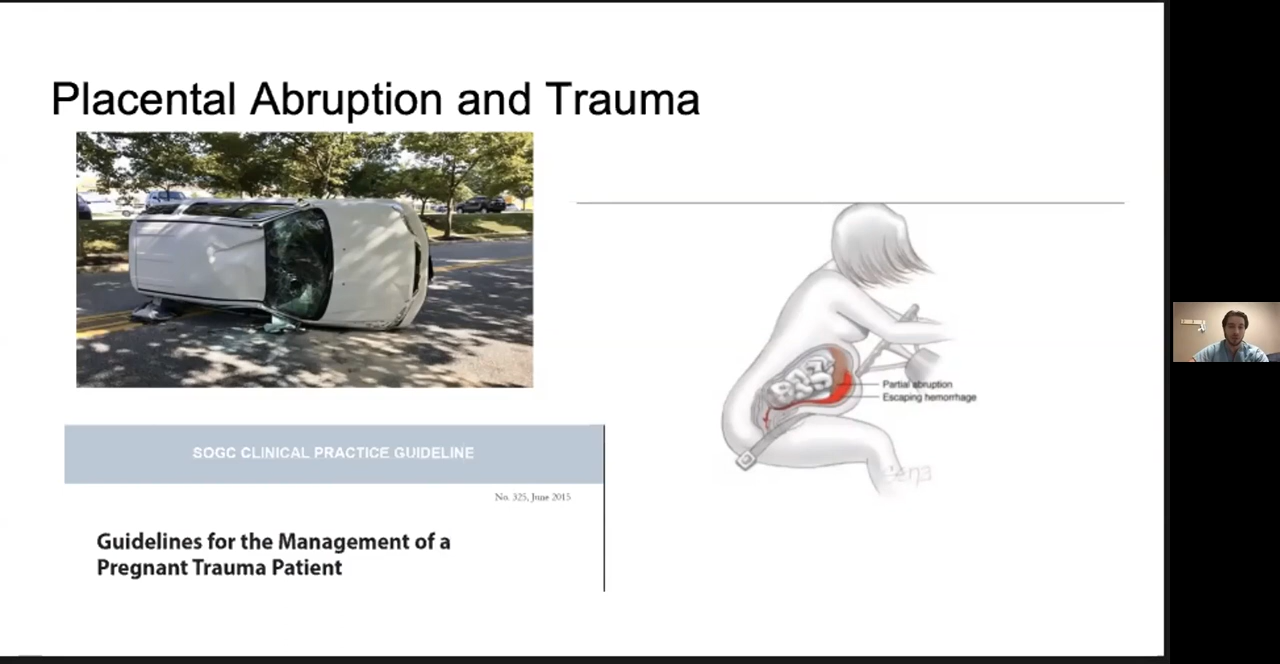 Placental Abruption and Trauma
Partial abruption
Escaping hemorrhage
SOGC CLINICAL PRACTICE GUIDELINE
No. 325, June 2015
Guidelines for the Management of a
Pregnant Trauma Patient